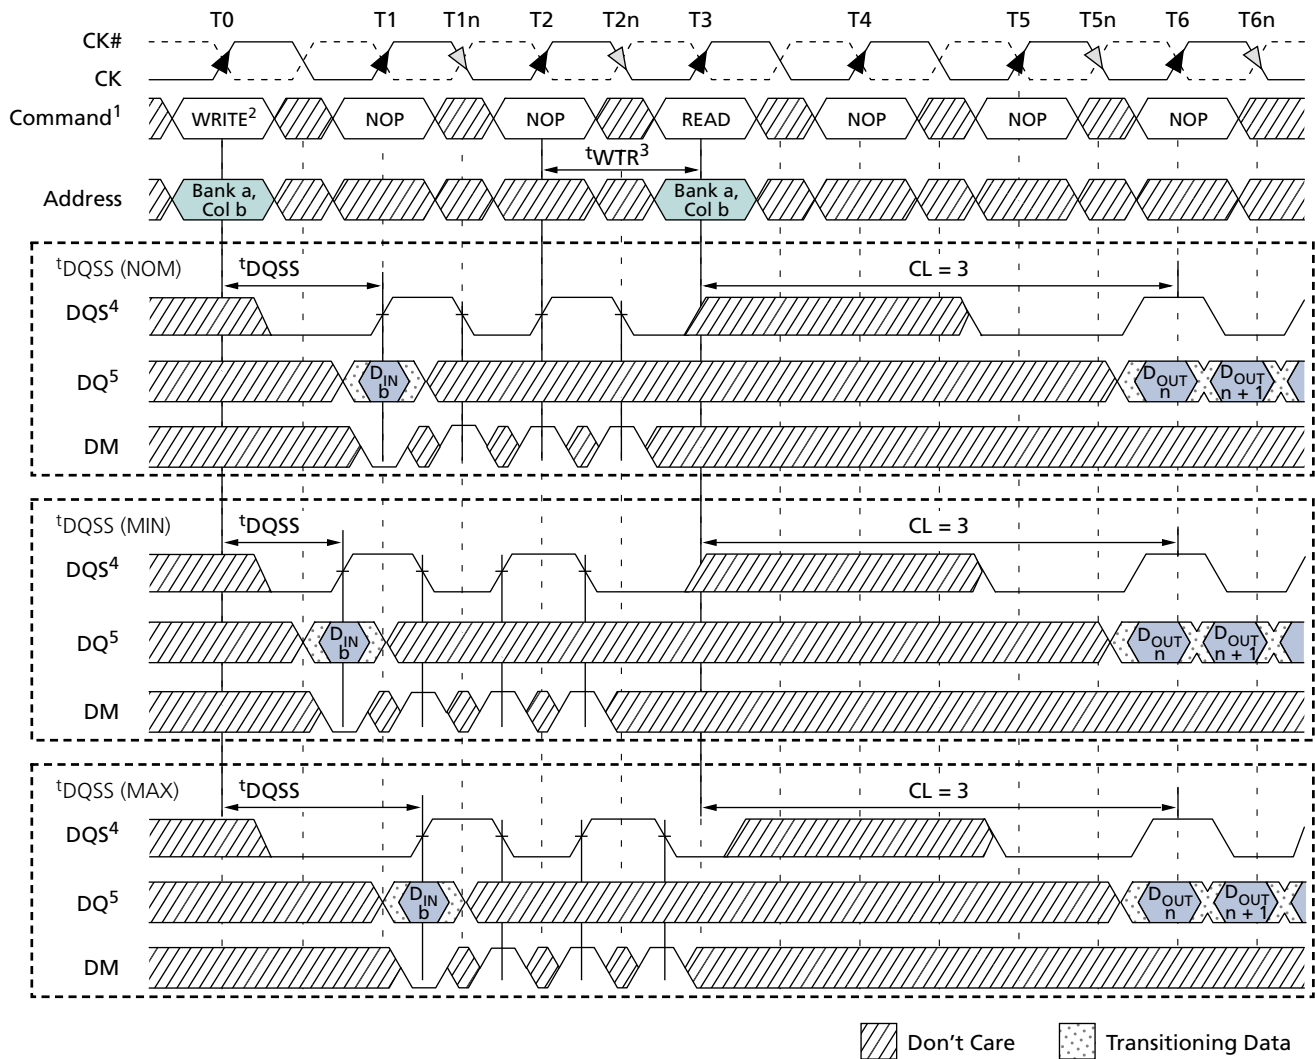 T0 T1 T1n T2 T2n T3 T4 T5 T5n T6 T6n
CK#
CK
Command1 WRITE2 NOP NOP READ NOP NOP NOP
tWTR3
Address Bank a, Col b Bank a, Col b
tDQSS (NOM) tDQSS CL = 3
DQS4
DQ5 DIN b DOUT n DOUT n + 1
DM
tDQSS (MIN) tDQSS CL = 3
DQS4
DQ5 DIN b DOUT n DOUT n + 1
DM
tDQSS (MAX) tDQSS CL = 3
DQS4
DQ5 DIN b DOUT n DOUT n + 1
DM
Don't Care Transitioning Data